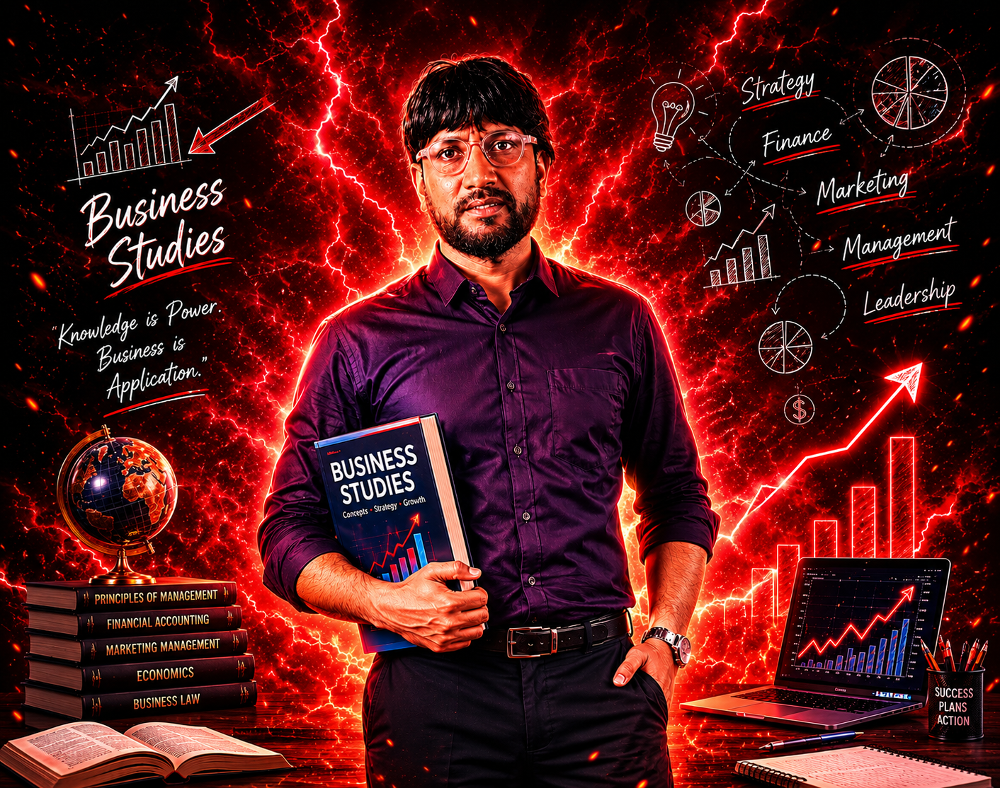 Business
Studies
"Knowledge is Power.
Business is
Application."
Strategy
Finance
Marketing
Management
Leadership
$
BUSINESS
STUDIES
Concepts • Strategy • Growth
PRINCIPLES OF MANAGEMENT
FINANCIAL ACCOUNTING
MARKETING MANAGEMENT
ECONOMICS
BUSINESS LAW
SUCCESS
PLANS
ACTION